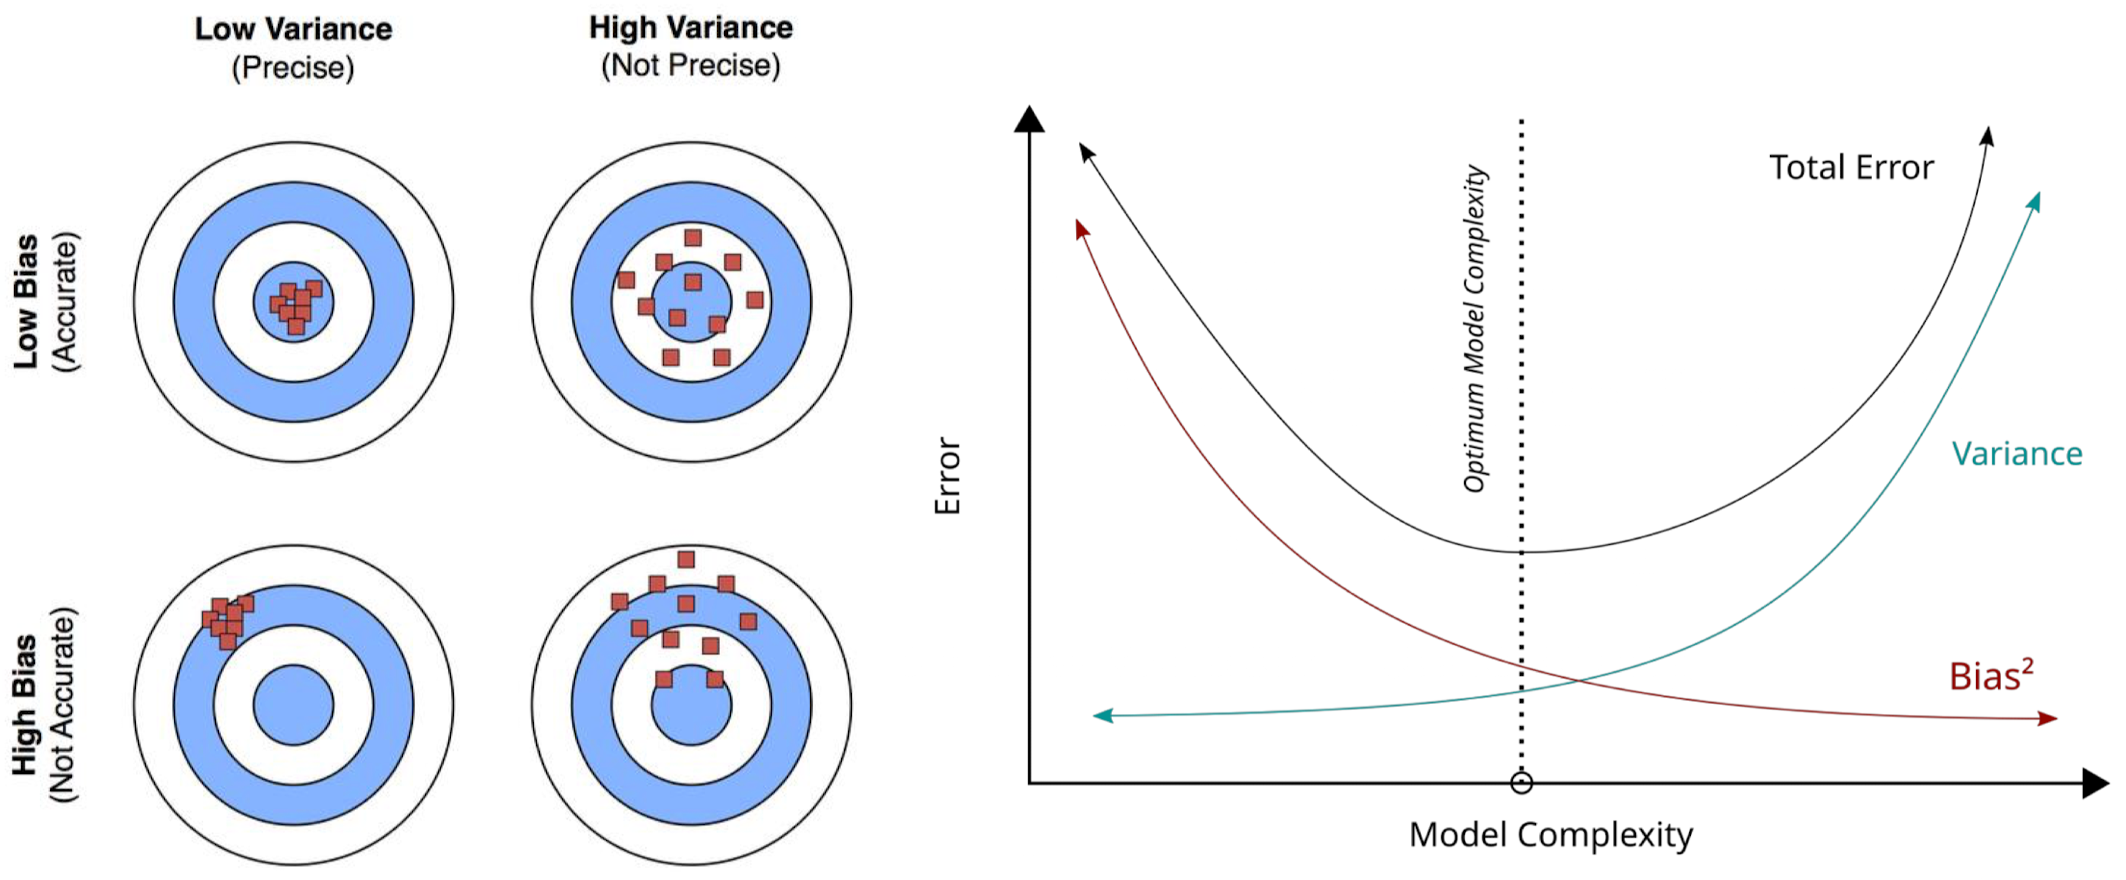 Low Variance
(Precise)
High Variance
(Not Precise)
Low Bias
(Accurate)
High Bias
(Not Accurate)
Error
Optimum Model Complexity
Total Error
Variance
Bias²
Model Complexity